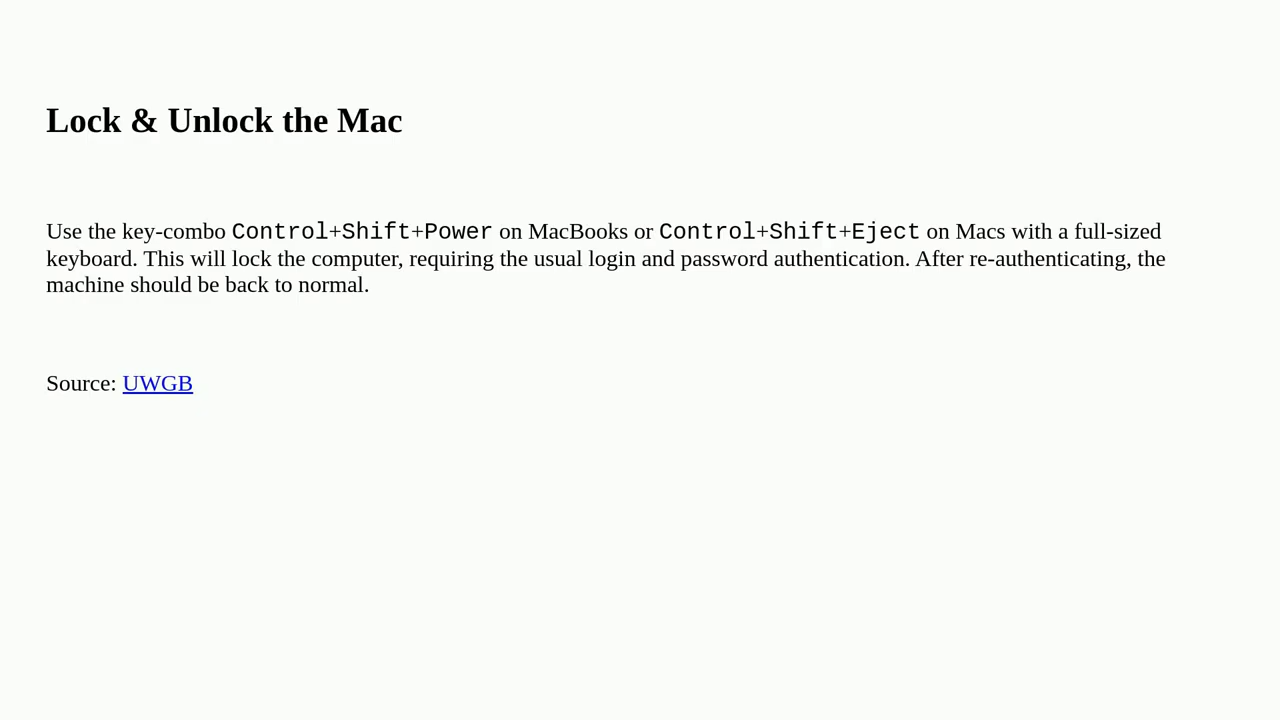 Lock & Unlock the Mac
Use the key-combo Control+Shift+Power on MacBooks or Control+Shift+Eject on Macs with a full-sized
keyboard. This will lock the computer, requiring the usual login and password authentication. After re-authenticating, the
machine should be back to normal.
Source: UWGB